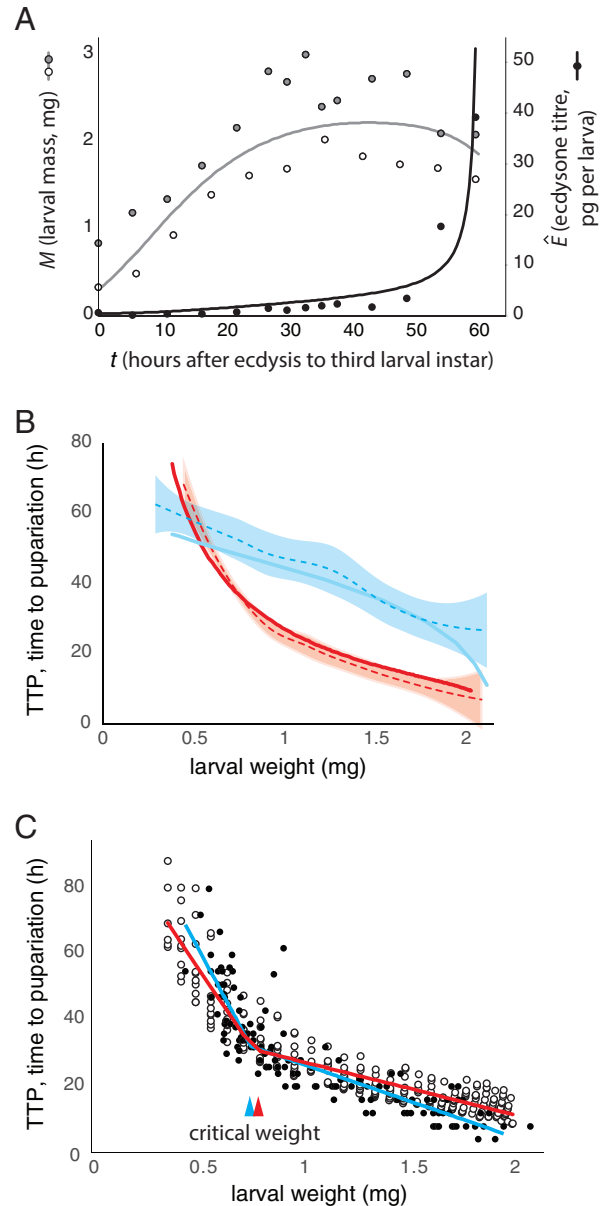 A
M (larval mass, mg)
3
2
1
0
50
40
30
20
10
0
Ê (ecdysone titre,
pg per larva)
0 10 20 30 40 50 60
t (hours after ecdysis to third larval instar)
B
TTP, time to pupariation (h)
80
60
40
20
0
0 0.5 1 1.5 2
larval weight (mg)
C
TTP, time to pupariation (h)
80
60
40
20
0
critical weight
0 0.5 1 1.5 2
larval weight (mg)